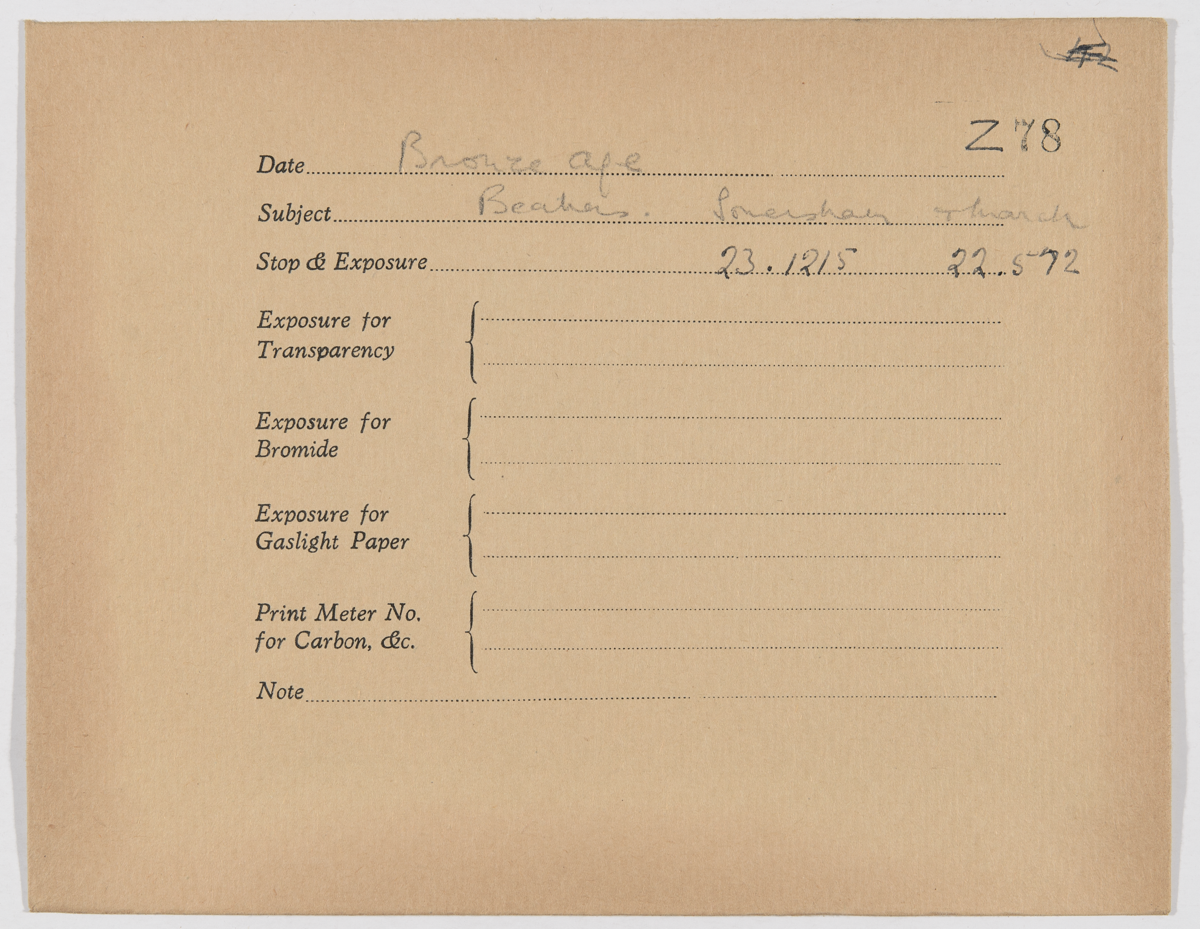 Z78
Date Bronze age
Subject Beakers. Somersham + March
Stop & Exposure 23.1215 22.572
Exposure for
Transparency
Exposure for
Bromide
Exposure for
Gaslight Paper
Print Meter No.
for Carbon, &c.
Note